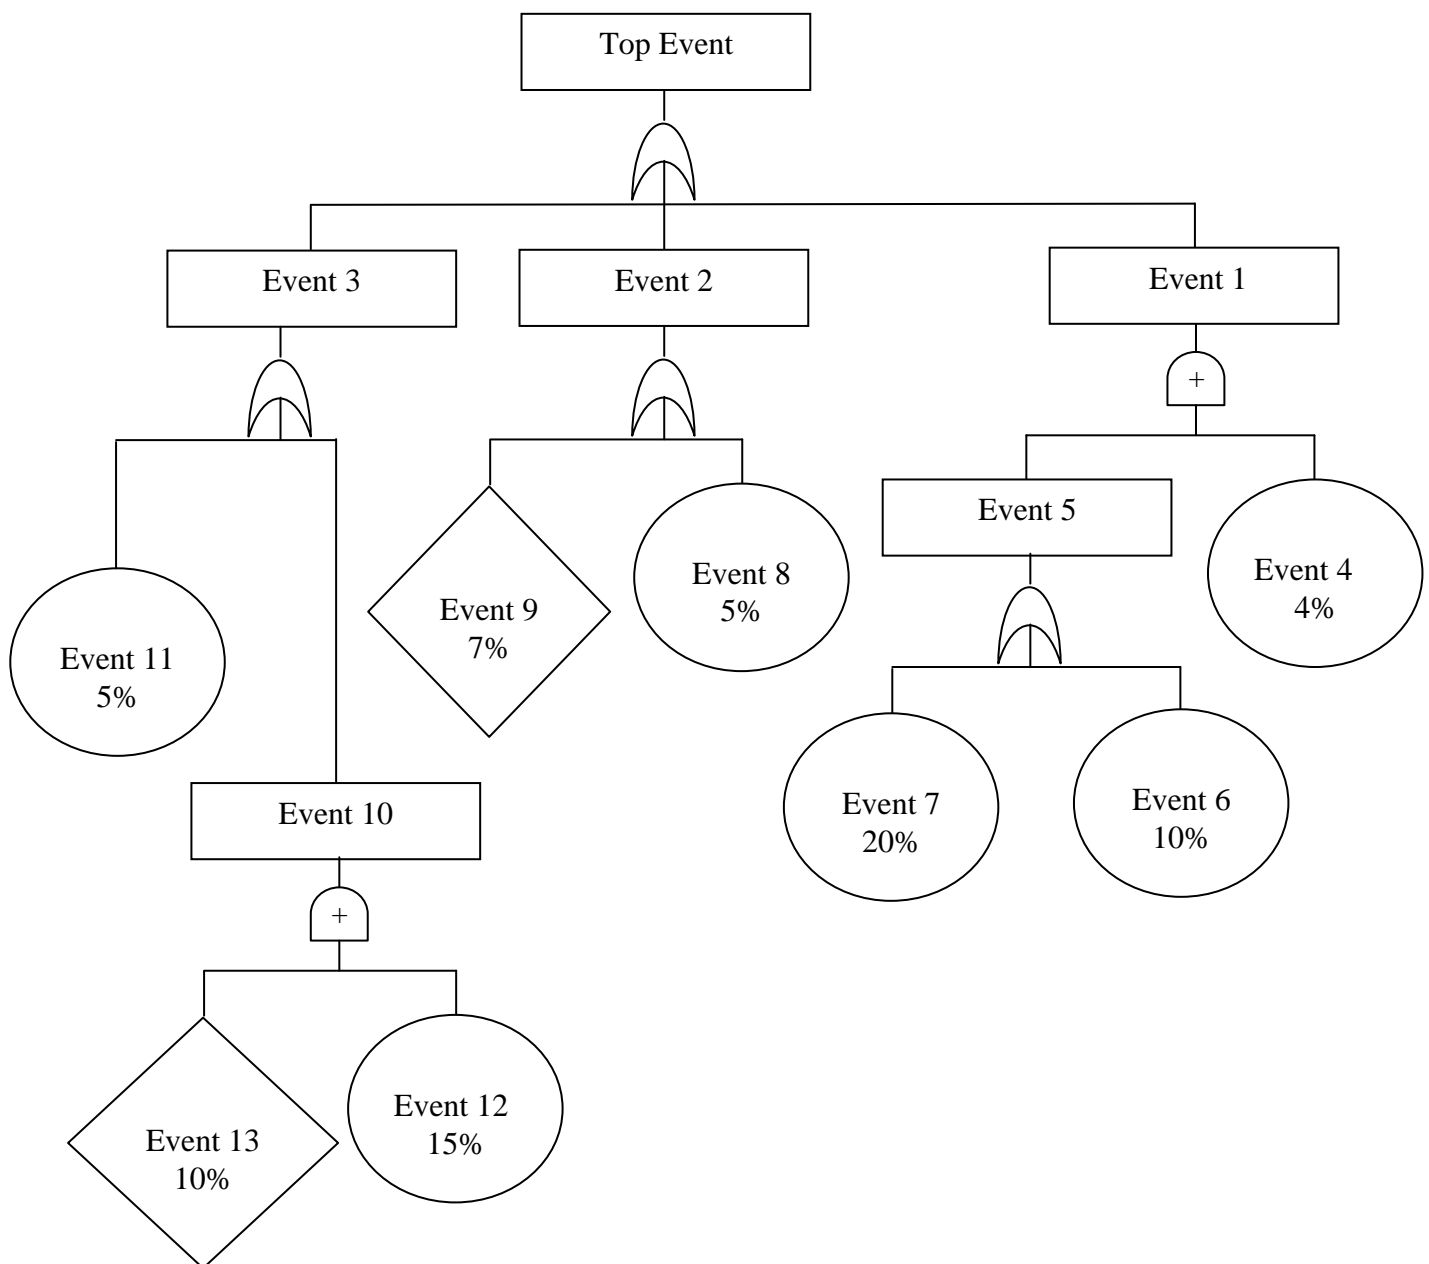 Top Event
Event 3
Event 2
Event 1
+
Event 5
Event 9
7%
Event 8
5%
Event 4
4%
Event 11
5%
Event 10
Event 7
20%
Event 6
10%
+
Event 13
10%
Event 12
15%